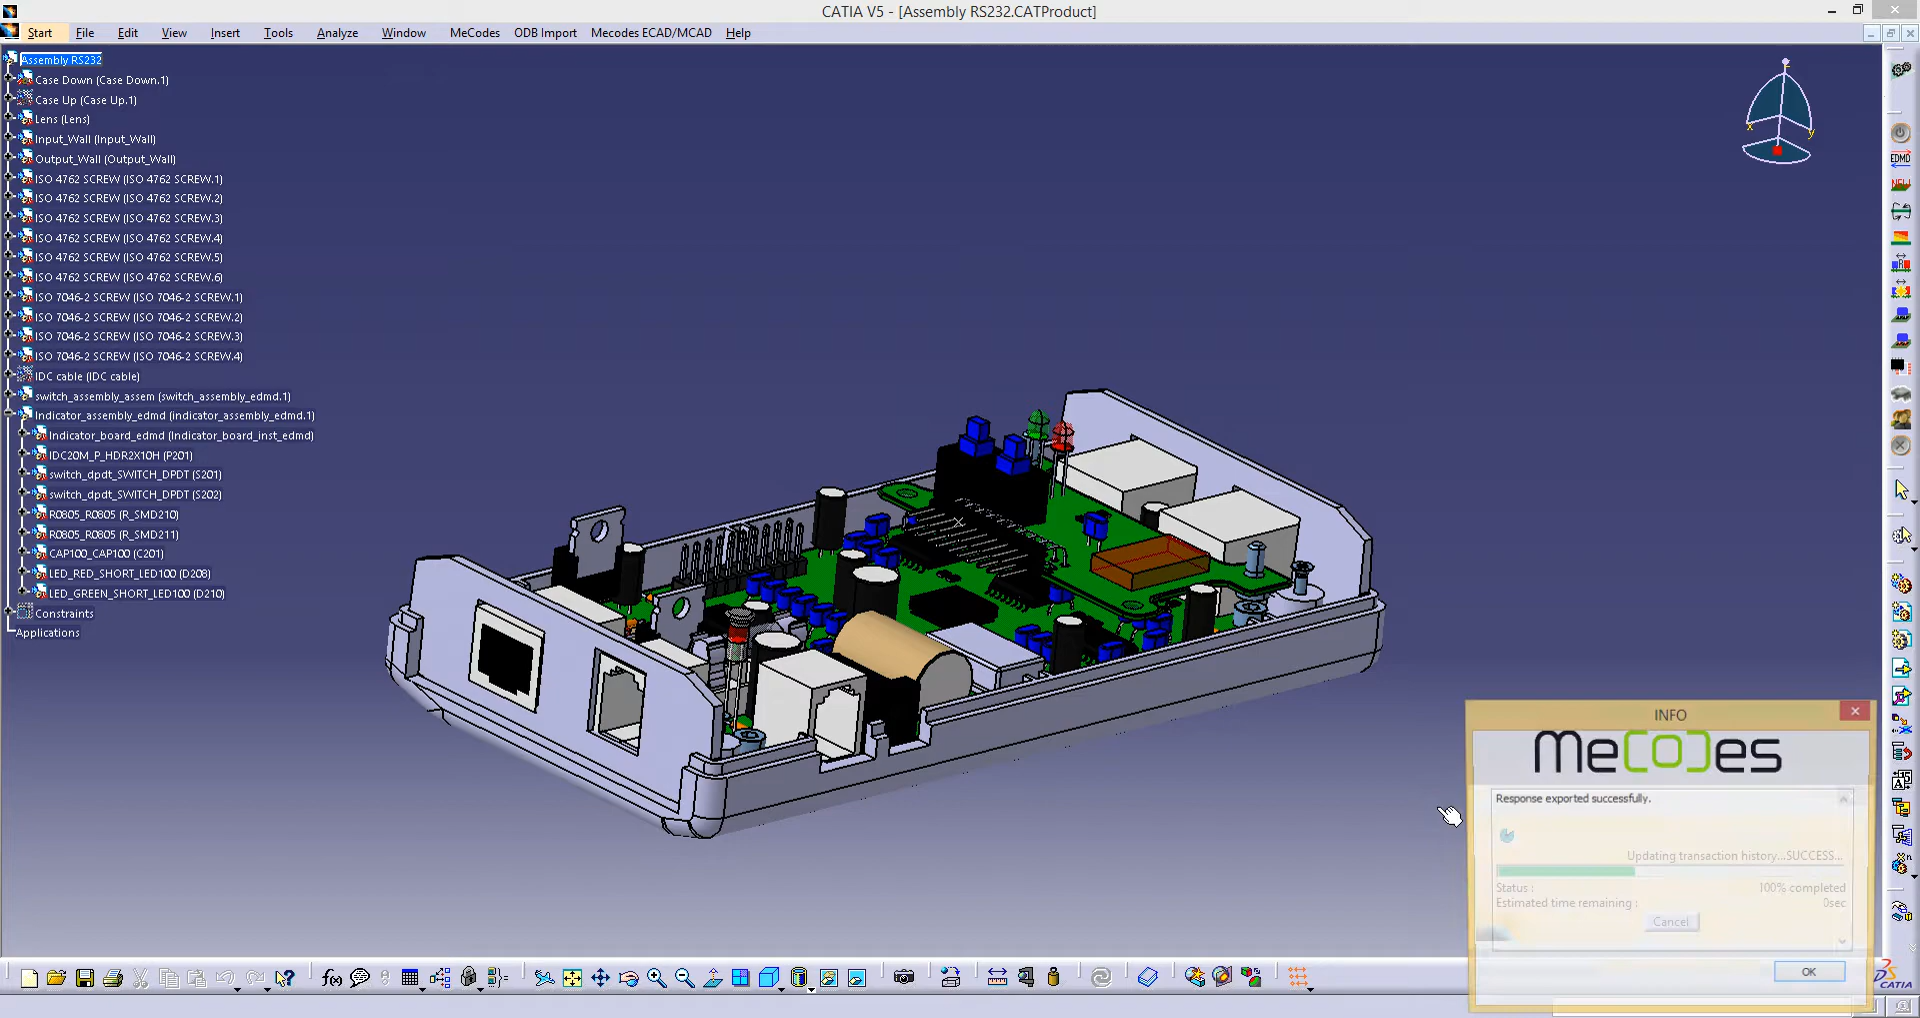 CATIA V5 - [Assembly RS232.CATProduct]
Start File Edit View Insert Tools Analyze Window MeCodes ODB Import Mecodes ECAD/MCAD Help
Assembly RS232
Case Down (Case Down.1)
Case Up (Case Up.1)
Lens (Lens)
Input_Wall (Input_Wall)
Output_Wall (Output_Wall)
ISO 4762 SCREW (ISO 4762 SCREW.1)
ISO 4762 SCREW (ISO 4762 SCREW.2)
ISO 4762 SCREW (ISO 4762 SCREW.3)
ISO 4762 SCREW (ISO 4762 SCREW.4)
ISO 4762 SCREW (ISO 4762 SCREW.5)
ISO 4762 SCREW (ISO 4762 SCREW.6)
ISO 7046-2 SCREW (ISO 7046-2 SCREW.1)
ISO 7046-2 SCREW (ISO 7046-2 SCREW.2)
ISO 7046-2 SCREW (ISO 7046-2 SCREW.3)
ISO 7046-2 SCREW (ISO 7046-2 SCREW.4)
IDC cable (IDC cable)
switch_assembly_assem (switch_assembly_edmd.1)
Indicator_assembly_edmd (indicator_assembly_edmd.1)
Indicator_board_edmd (Indicator_board_inst_edmd)
IDC20M_P_HDR2X10H (P201)
switch_dpdt_SWITCH_DPDT (S201)
switch_dpdt_SWITCH_DPDT (S202)
R0805_R0805 (R_SMD210)
R0805_R0805 (R_SMD211)
CAP100_CAP100 (C201)
LED_RED_SHORT_LED100 (D208)
LED_GREEN_SHORT_LED100 (D210)
Constraints
Applications
z
x
y
EDMD
NEW
INFO
MeCoDes
Response exported successfully.
Updating transaction history...SUCCESS...
Status : 100% completed
Estimated time remaining : 0sec
Cancel
OK
f(x)
CATIA